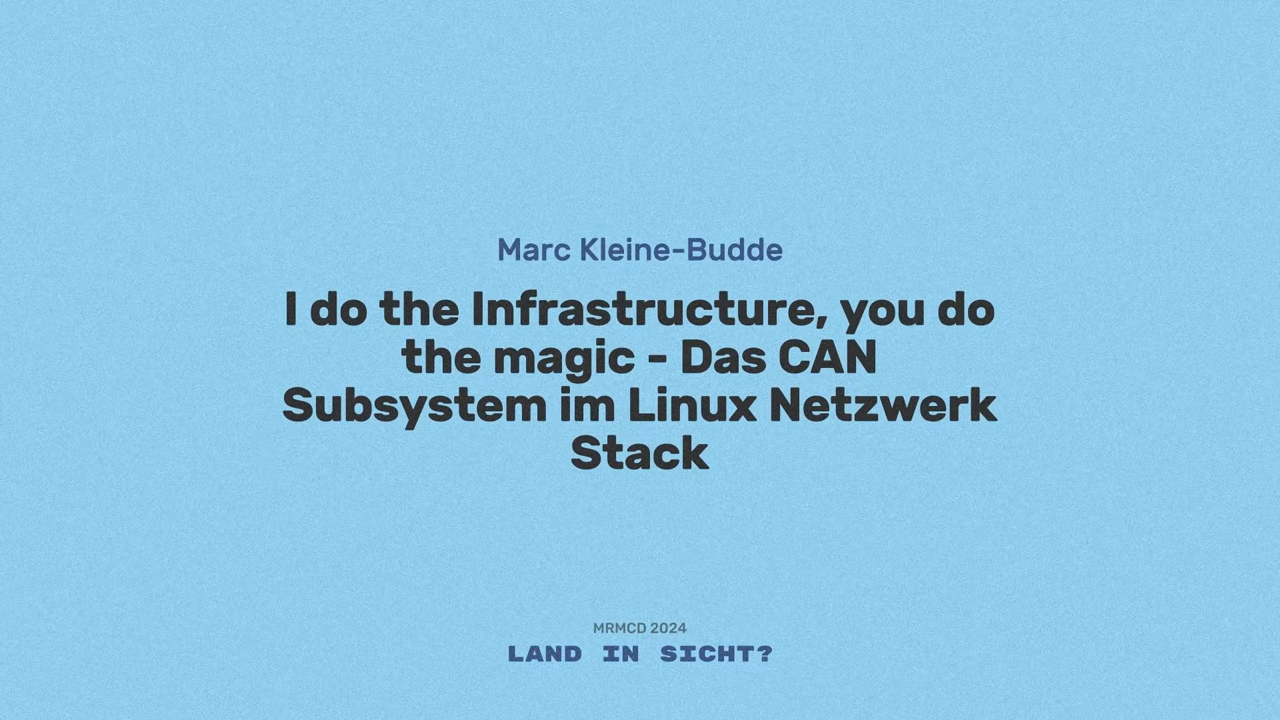 Marc Kleine-Budde
I do the Infrastructure, you do
the magic - Das CAN
Subsystem im Linux Netzwerk
Stack
MRMCD 2024
LAND IN SICHT?